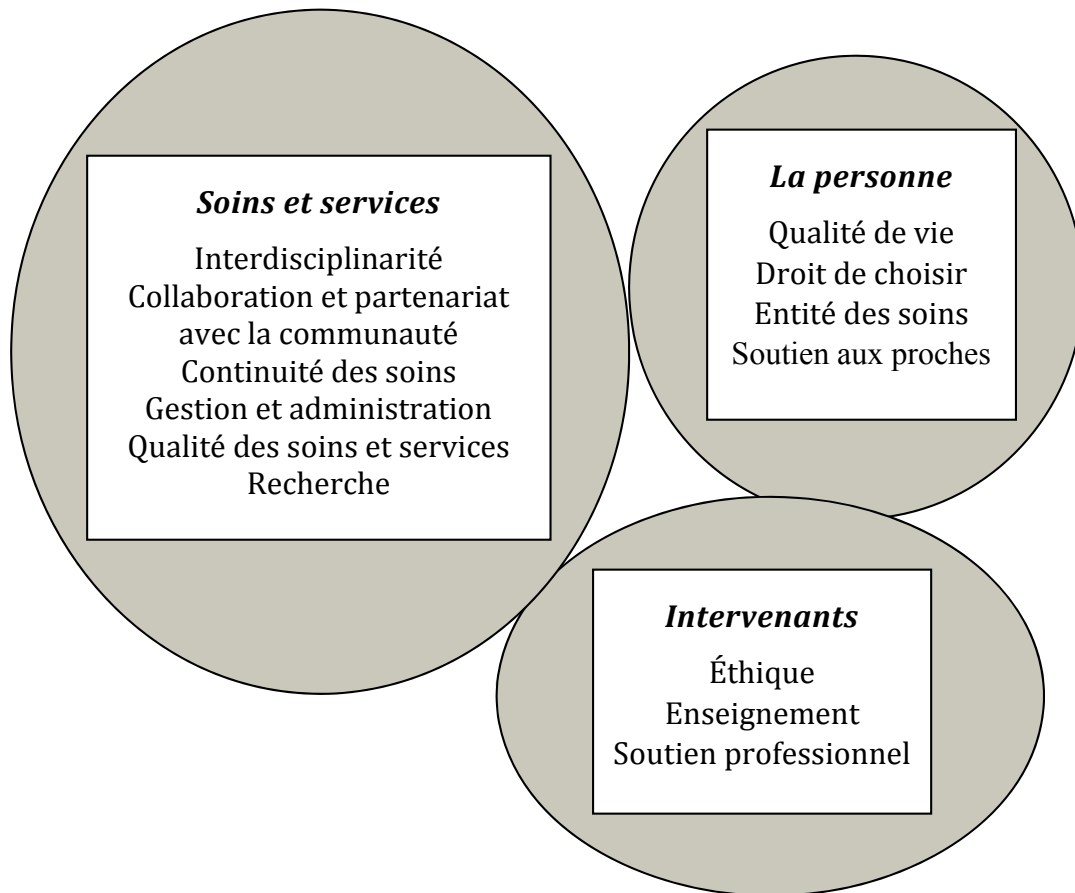 Soins et services
Interdisciplinarité
Collaboration et partenariat
avec la communauté
Continuité des soins
Gestion et administration
Qualité des soins et services
Recherche
La personne
Qualité de vie
Droit de choisir
Entité des soins
Soutien aux proches
Intervenants
Éthique
Enseignement
Soutien professionnel